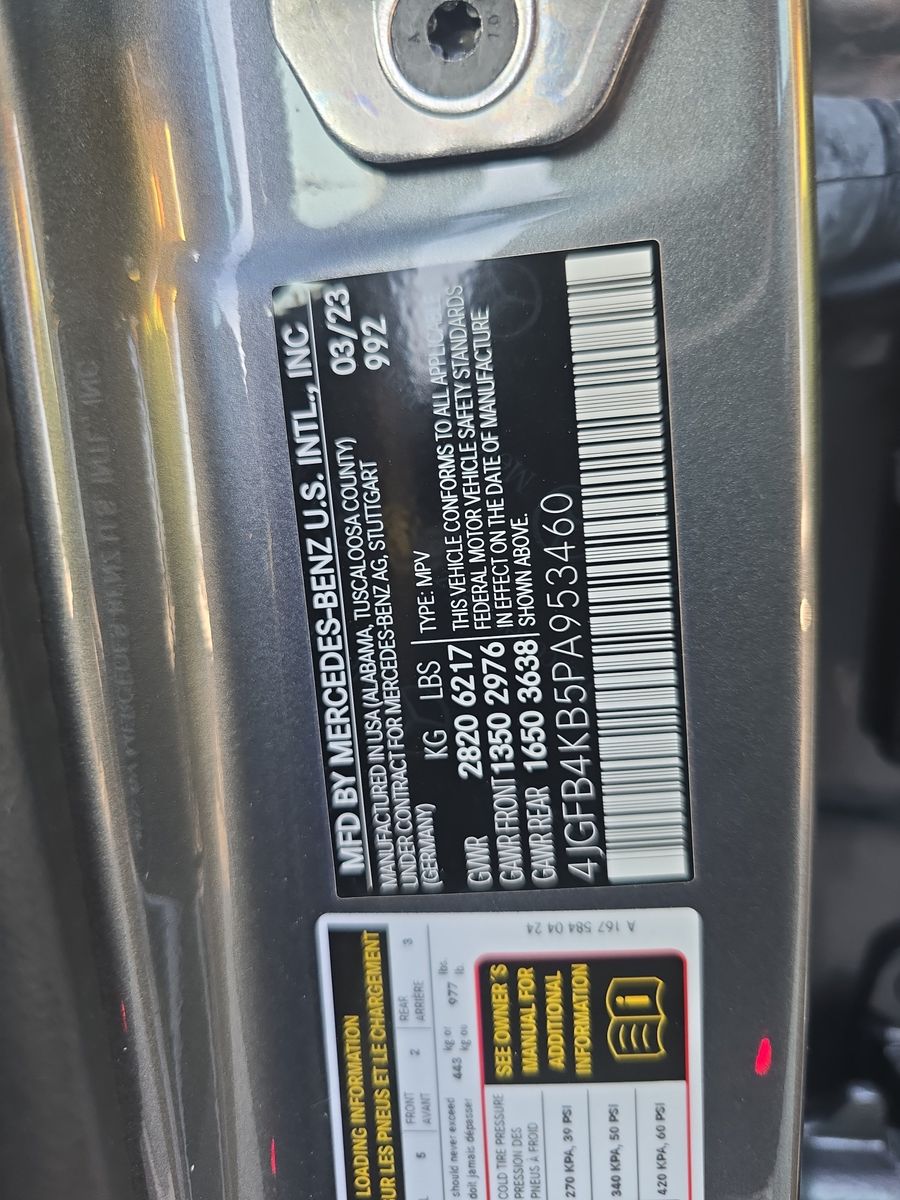 A 10
MFD BY MERCEDES-BENZ U.S. INTL., INC
MANUFACTURED IN USA (ALABAMA, TUSCALOOSA COUNTY) 03/23
UNDER CONTRACT FOR MERCEDES-BENZ AG, STUTTGART 992
(GERMANY) KG LBS TYPE: MPV
GVWR 2820 6217 THIS VEHICLE CONFORMS TO ALL APPLICABLE
GAWR FRONT 1350 2976 FEDERAL MOTOR VEHICLE SAFETY STANDARDS
GAWR REAR 1650 3638 IN EFFECT ON THE DATE OF MANUFACTURE
SHOWN ABOVE.
4JGFB4KB5PA953460
A 167 584 04 24
LOADING INFORMATION
UR LES PNEUS ET LE CHARGEMENT
5 FRONT 2 REAR 3
AVANT ARRIÈRE
should never exceed 443 kg or 977 lbs.
doit jamais dépasser kg ou lb.
COLD TIRE PRESSURE
PRESSION DES
PNEUS À FROID
270 KPA, 39 PSI
340 KPA, 50 PSI
420 KPA, 60 PSI
SEE OWNER'S
MANUAL FOR
ADDITIONAL
INFORMATION
i